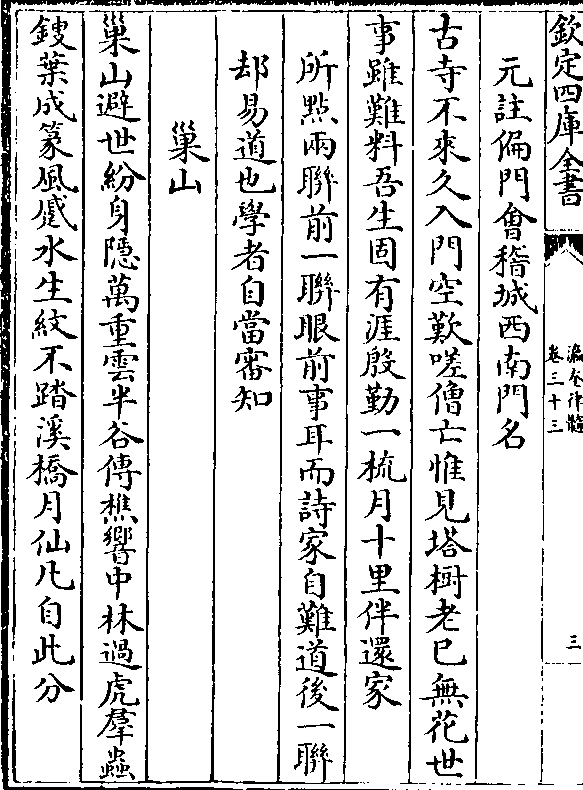 欽定四庫全書
瀛奎律髓
卷三十三
三
元註偏門㑹稽城西南門名
古寺不來久入門空歎嗟僧亡惟見塔樹老已無花世
事雖難料吾生固有涯殷勤一梳月十里伴還家
所點兩聯前一聯眼前事耳而詩家自難道後一聯
却易道也學者自當審知
巢山
巢山避世紛身隱萬重雲半谷傳樵響中林過虎羣蟲
鎪葉成篆風蹙水生紋不踏溪橋月仙凡自此分